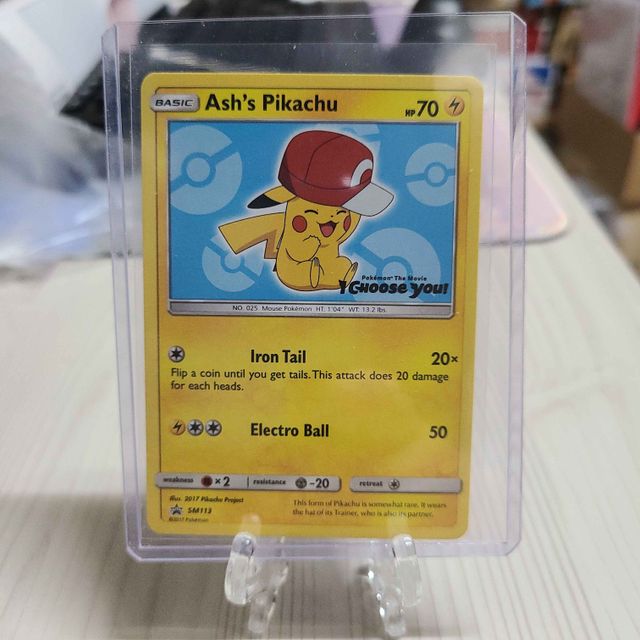 BASIC Ash's Pikachu HP 70
Pokémon The Movie
I Choose you!
NO. 025 Mouse Pokémon HT: 1'04" WT: 13.2 lbs.
Iron Tail 20×
Flip a coin until you get tails. This attack does 20 damage
for each heads.
Electro Ball 50
weakness ×2 resistance -20 retreat
Illus. 2017 Pikachu Project
SM113
©2017 Pokémon
This form of Pikachu is somewhat rare. It wears
the hat of its Trainer, who is also its partner.